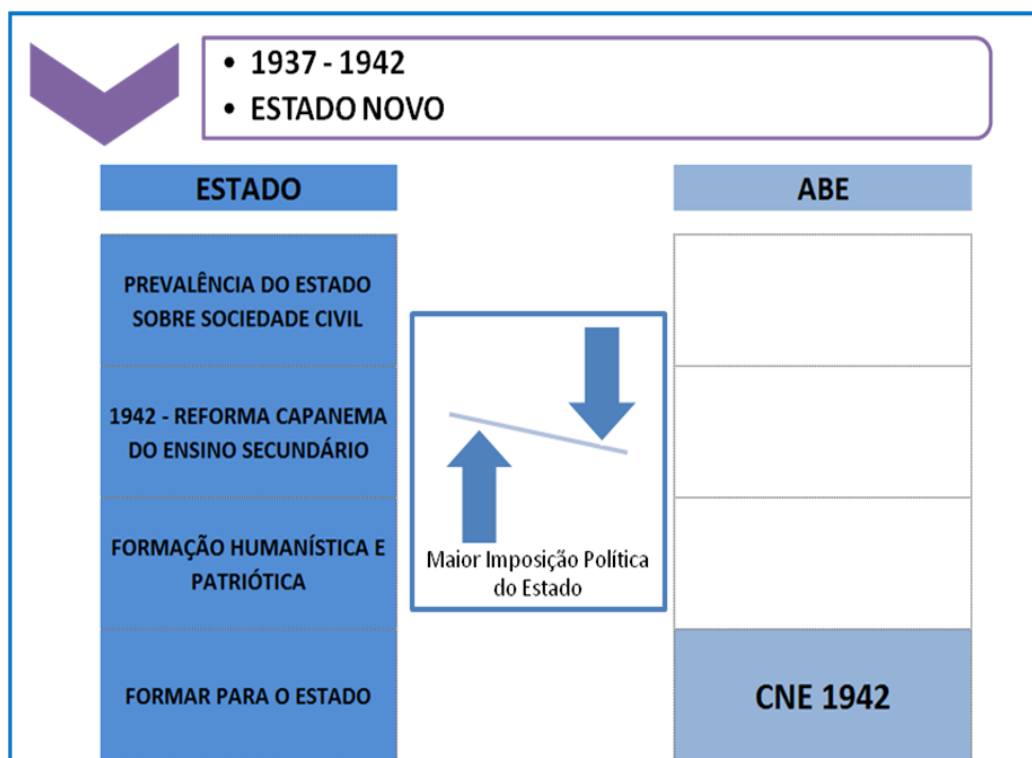 • 1937 - 1942
• ESTADO NOVO
ESTADO
ABE
PREVALÊNCIA DO ESTADO
SOBRE SOCIEDADE CIVIL
1942 - REFORMA CAPANEMA
DO ENSINO SECUNDÁRIO
FORMAÇÃO HUMANÍSTICA E
PATRIÓTICA
FORMAR PARA O ESTADO
Maior Imposição Política
do Estado
CNE 1942